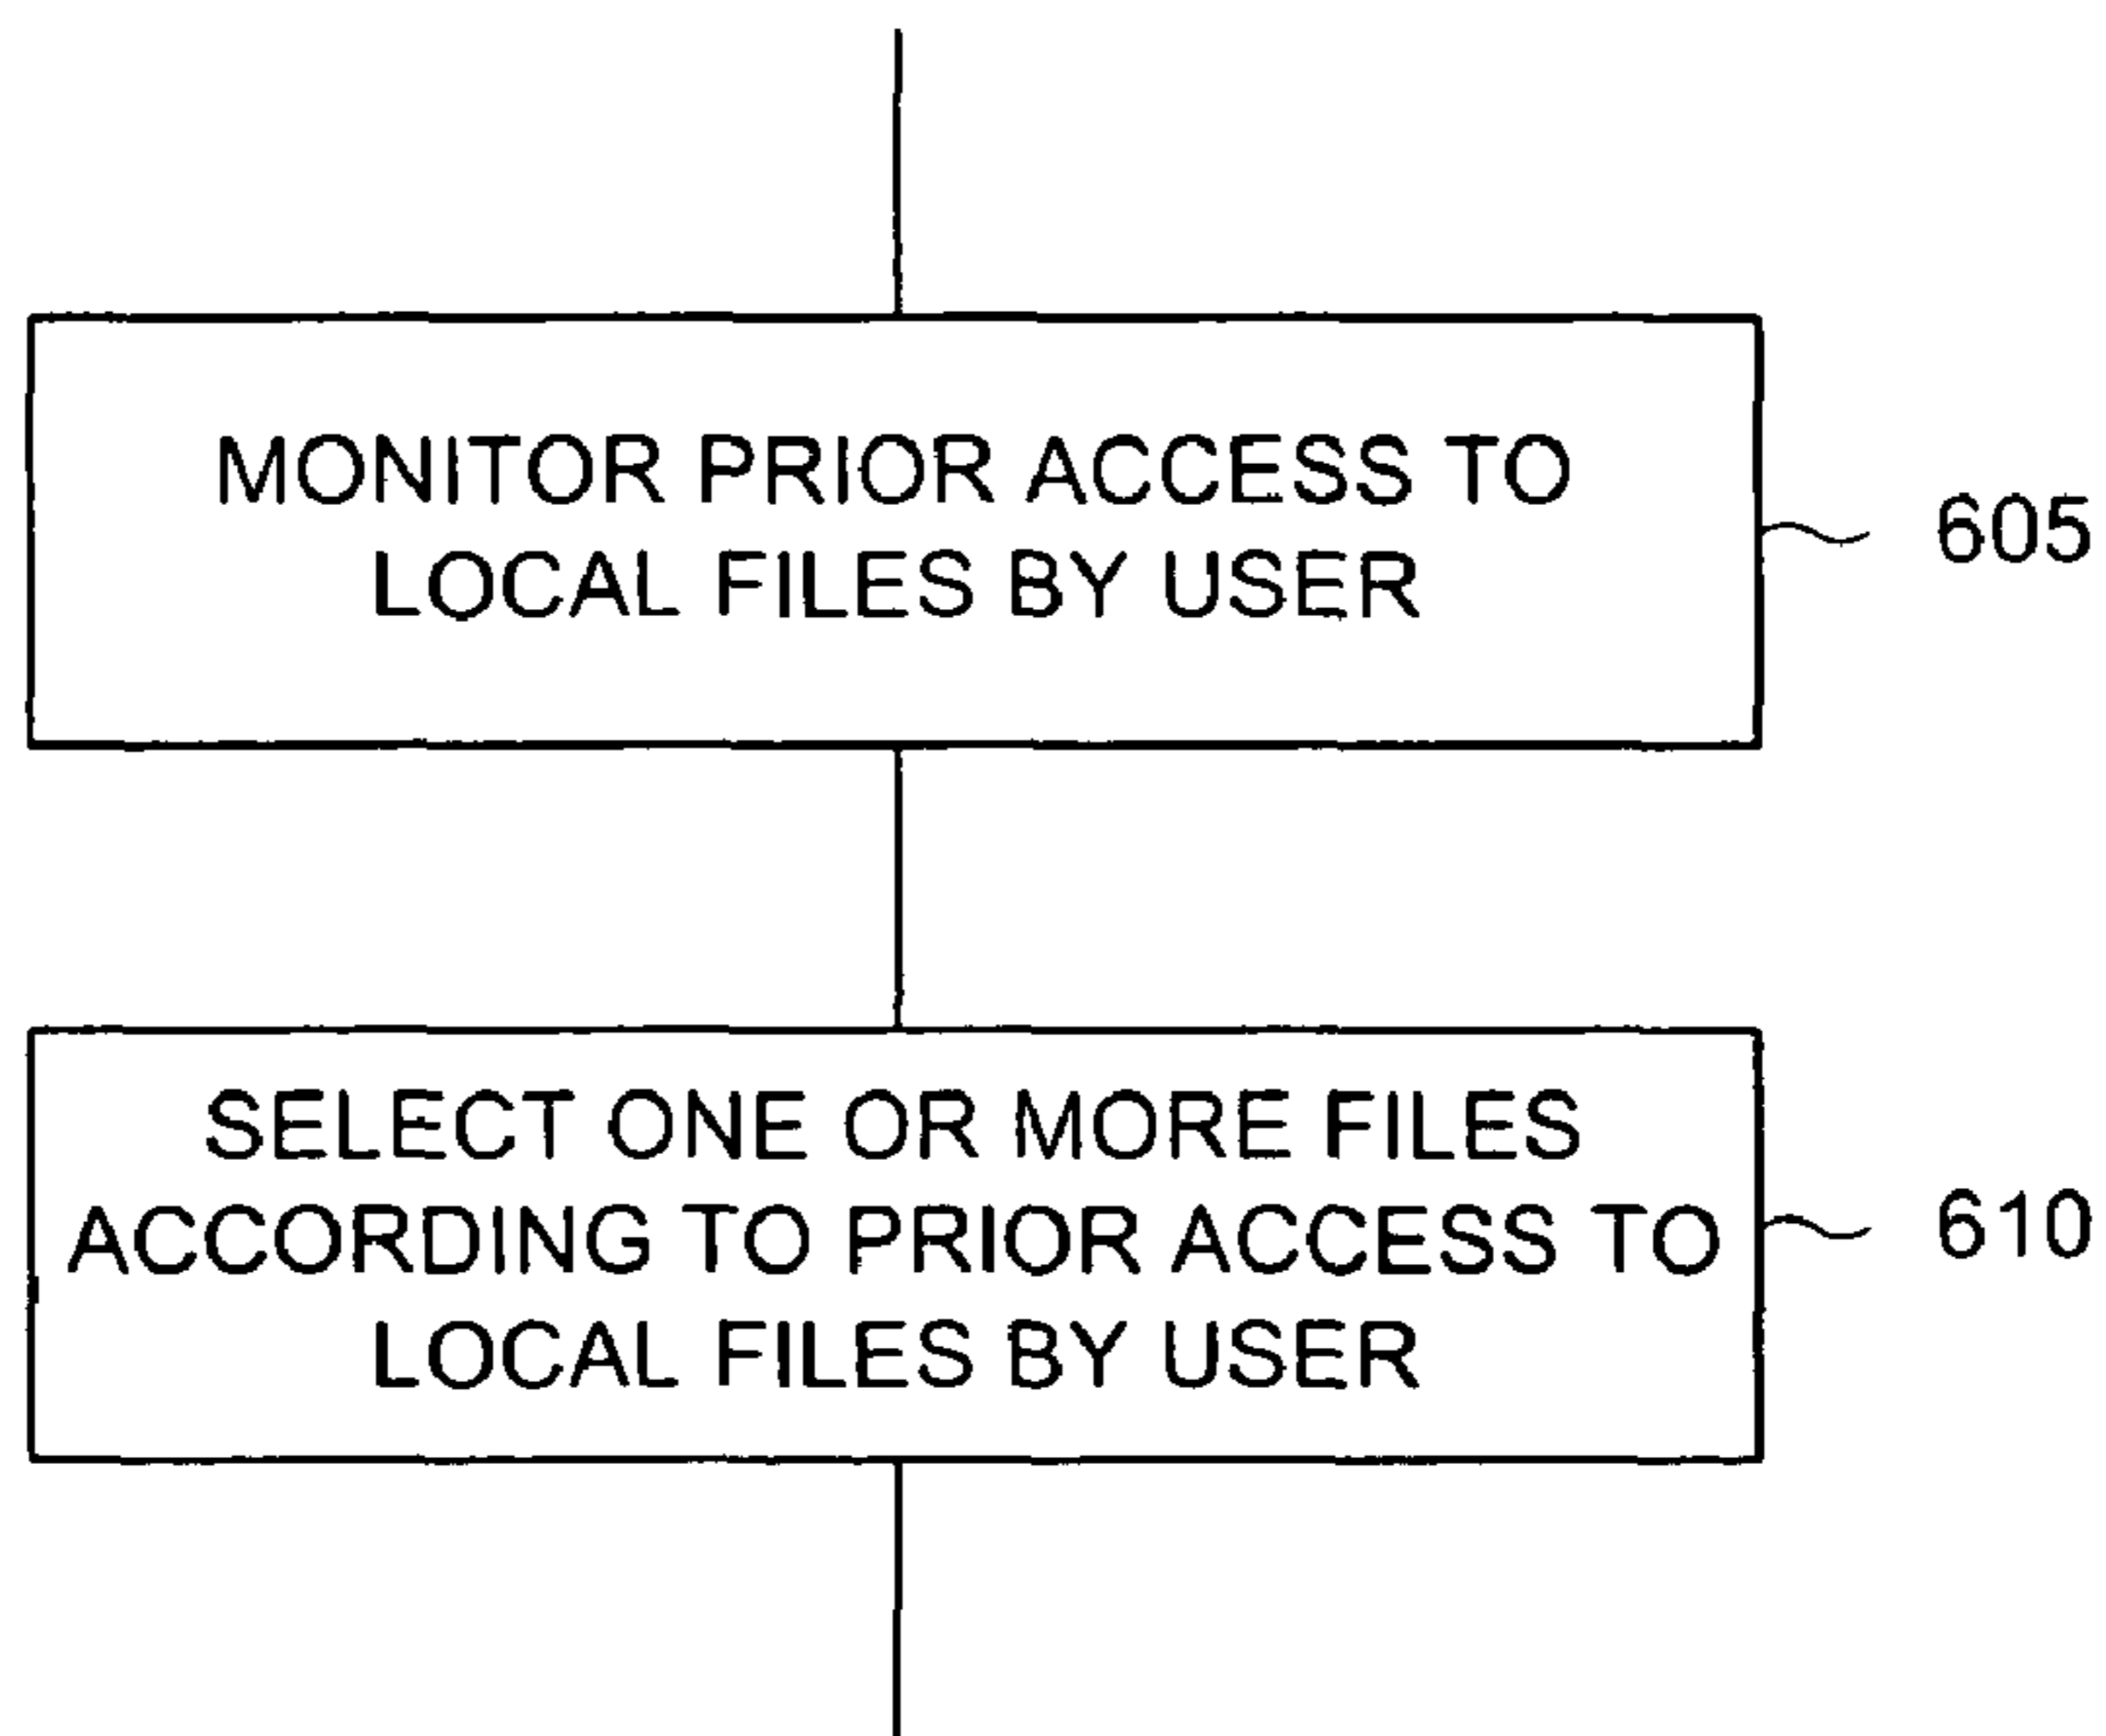 MONITOR PRIOR ACCESS TO
LOCAL FILES BY USER
605
SELECT ONE OR MORE FILES
ACCORDING TO PRIOR ACCESS TO
LOCAL FILES BY USER
610